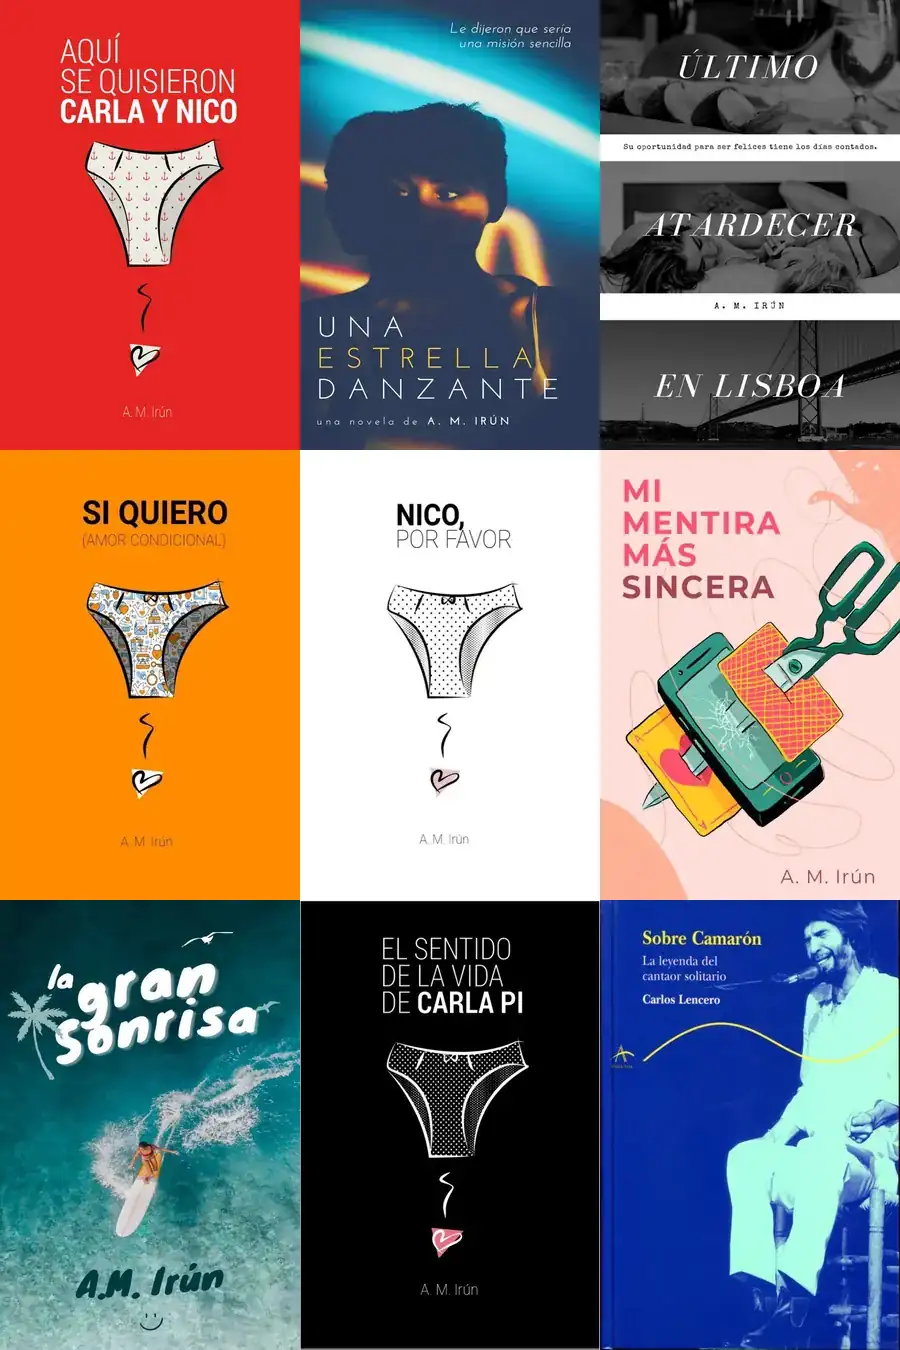 AQUÍ
SE QUISIERON
CARLA Y NICO
A. M. Irún
Le dijeron que sería
una misión sencilla
UNA
ESTRELLA
DANZANTE
una novela de A. M. IRÚN
ÚLTIMO
Su oportunidad para ser felices tiene los días contados.
ATARDECER
A. M. IRÚN
EN LISBOA
SI QUIERO
(AMOR CONDICIONAL)
A. M. Irún
NICO,
POR FAVOR
A. M. Irún
MI
MENTIRA
MÁS
SINCERA
A. M. Irún
la
gran
sonrisa
A.M. Irún
EL SENTIDO
DE LA VIDA
DE CARLA PI
A. M. Irún
Sobre Camarón
La leyenda del
cantaor solitario
Carlos Lencero